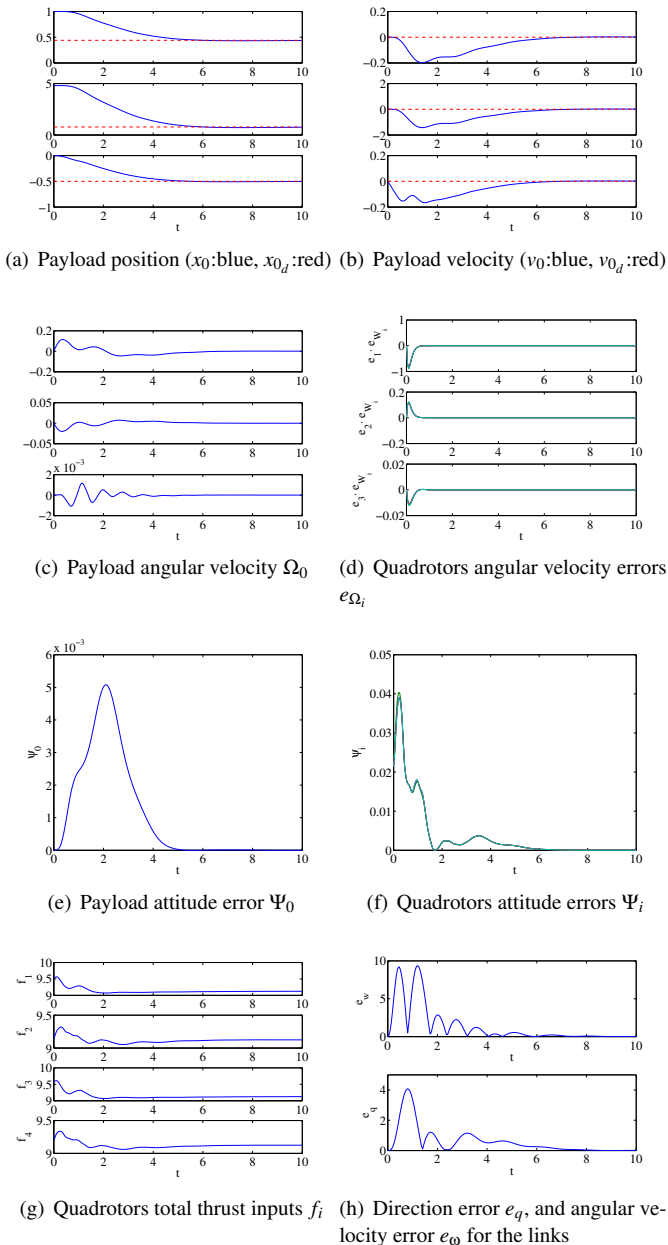 1
0.5
0
0 2 4 6 8 10
5
0
0 2 4 6 8 10
0
−0.5
−1
0 2 4 6 8 10
t
0.2
0
−0.2
0 2 4 6 8 10
2
0
−2
0 2 4 6 8 10
0.2
0
−0.2
0 2 4 6 8 10
t
(a) Payload position (x0:blue, x0d:red)
(b) Payload velocity (v0:blue, v0d:red)
0.2
0
−0.2
0 2 4 6 8 10
0.05
0
−0.05
0 2 4 6 8 10
x 10−3
2
0
−2
0 2 4 6 8 10
t
1
0
−1
e1. eWi
0 2 4 6 8 10
0.2
0
−0.2
e2. eWi
0 2 4 6 8 10
0.02
0
−0.02
e3. eWi
0 2 4 6 8 10
t
(c) Payload angular velocity Ω0
(d) Quadrotors angular velocity errors
eΩi
x 10−3
6
5
4
3
2
1
0
Ψ0
0 2 4 6 8 10
t
0.05
0.04
0.03
0.02
0.01
0
Ψi
0 2 4 6 8 10
t
(e) Payload attitude error Ψ0
(f) Quadrotors attitude errors Ψi
10
9.5
9
f1
0 2 4 6 8 10
9.5
9
f2
0 2 4 6 8 10
10
9.5
9
f3
0 2 4 6 8 10
9.5
9
f4
0 2 4 6 8 10
t
10
5
0
ew
0 2 4 6 8 10
t
5
0
eq
0 2 4 6 8 10
t
(g) Quadrotors total thrust inputs fi
(h) Direction error eq, and angular ve-
locity error eω for the links